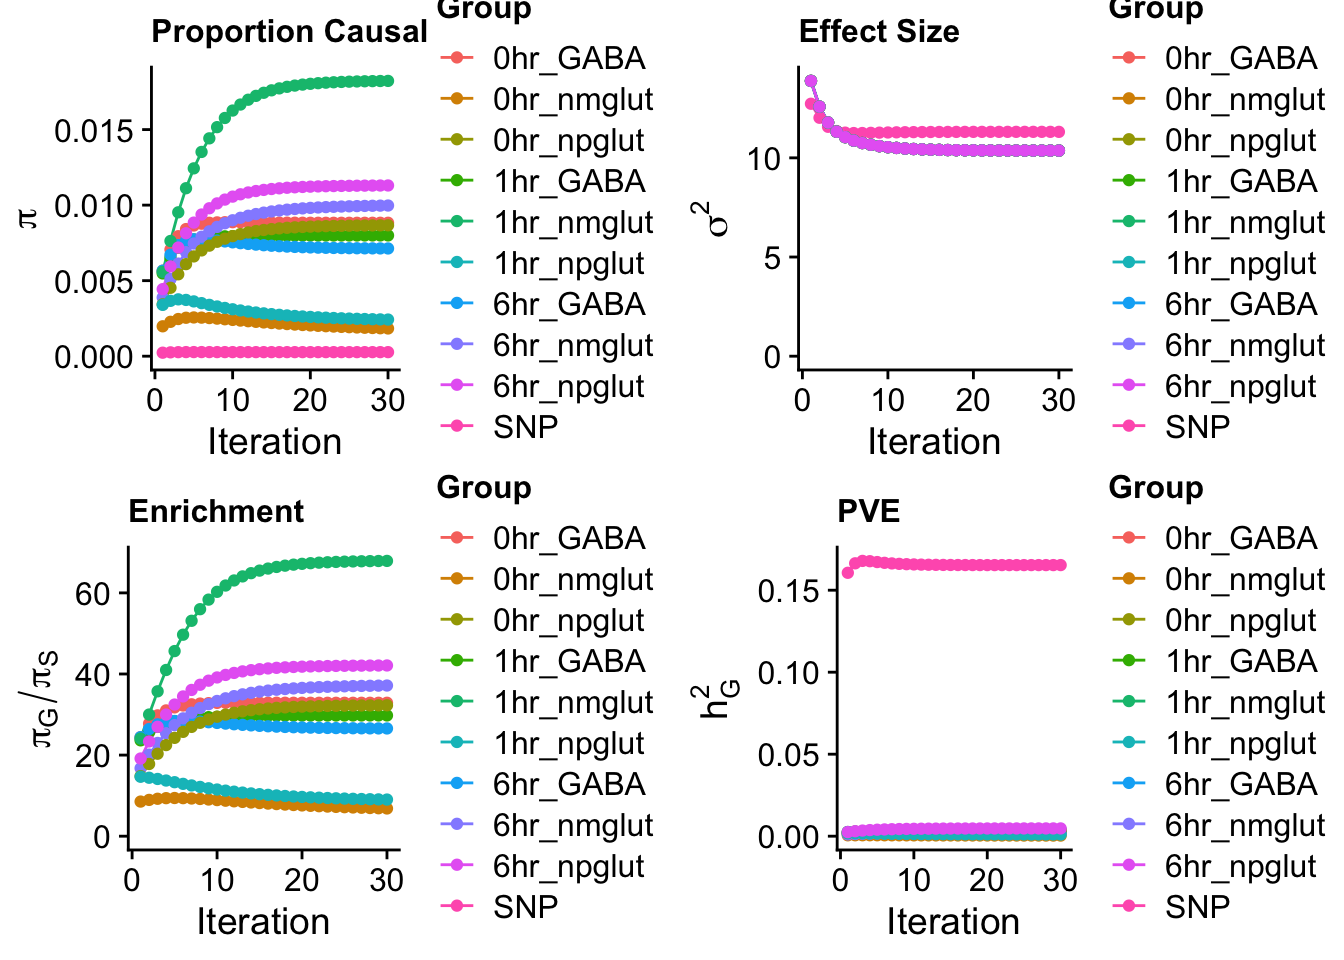 Proportion Causal
π
0.015
0.010
0.005
0.000
0
10
20
30
Iteration
Group
0hr_GABA
0hr_nmglut
0hr_npglut
1hr_GABA
1hr_nmglut
1hr_npglut
6hr_GABA
6hr_nmglut
6hr_npglut
SNP
Effect Size
σ²
10
5
0
0
10
20
30
Iteration
Group
0hr_GABA
0hr_nmglut
0hr_npglut
1hr_GABA
1hr_nmglut
1hr_npglut
6hr_GABA
6hr_nmglut
6hr_npglut
SNP
Enrichment
π_G/π_S
60
40
20
0
0
10
20
30
Iteration
Group
0hr_GABA
0hr_nmglut
0hr_npglut
1hr_GABA
1hr_nmglut
1hr_npglut
6hr_GABA
6hr_nmglut
6hr_npglut
SNP
PVE
h²_G
0.15
0.10
0.05
0.00
0
10
20
30
Iteration
Group
0hr_GABA
0hr_nmglut
0hr_npglut
1hr_GABA
1hr_nmglut
1hr_npglut
6hr_GABA
6hr_nmglut
6hr_npglut
SNP